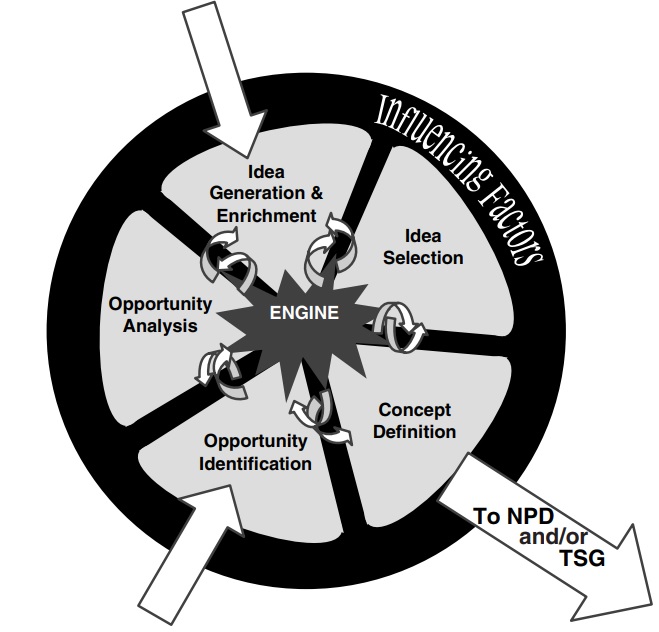 Influencing Factors
Idea
Generation &
Enrichment
Idea
Selection
Opportunity
Analysis
ENGINE
Concept
Definition
Opportunity
Identification
To NPD
and/or
TSG